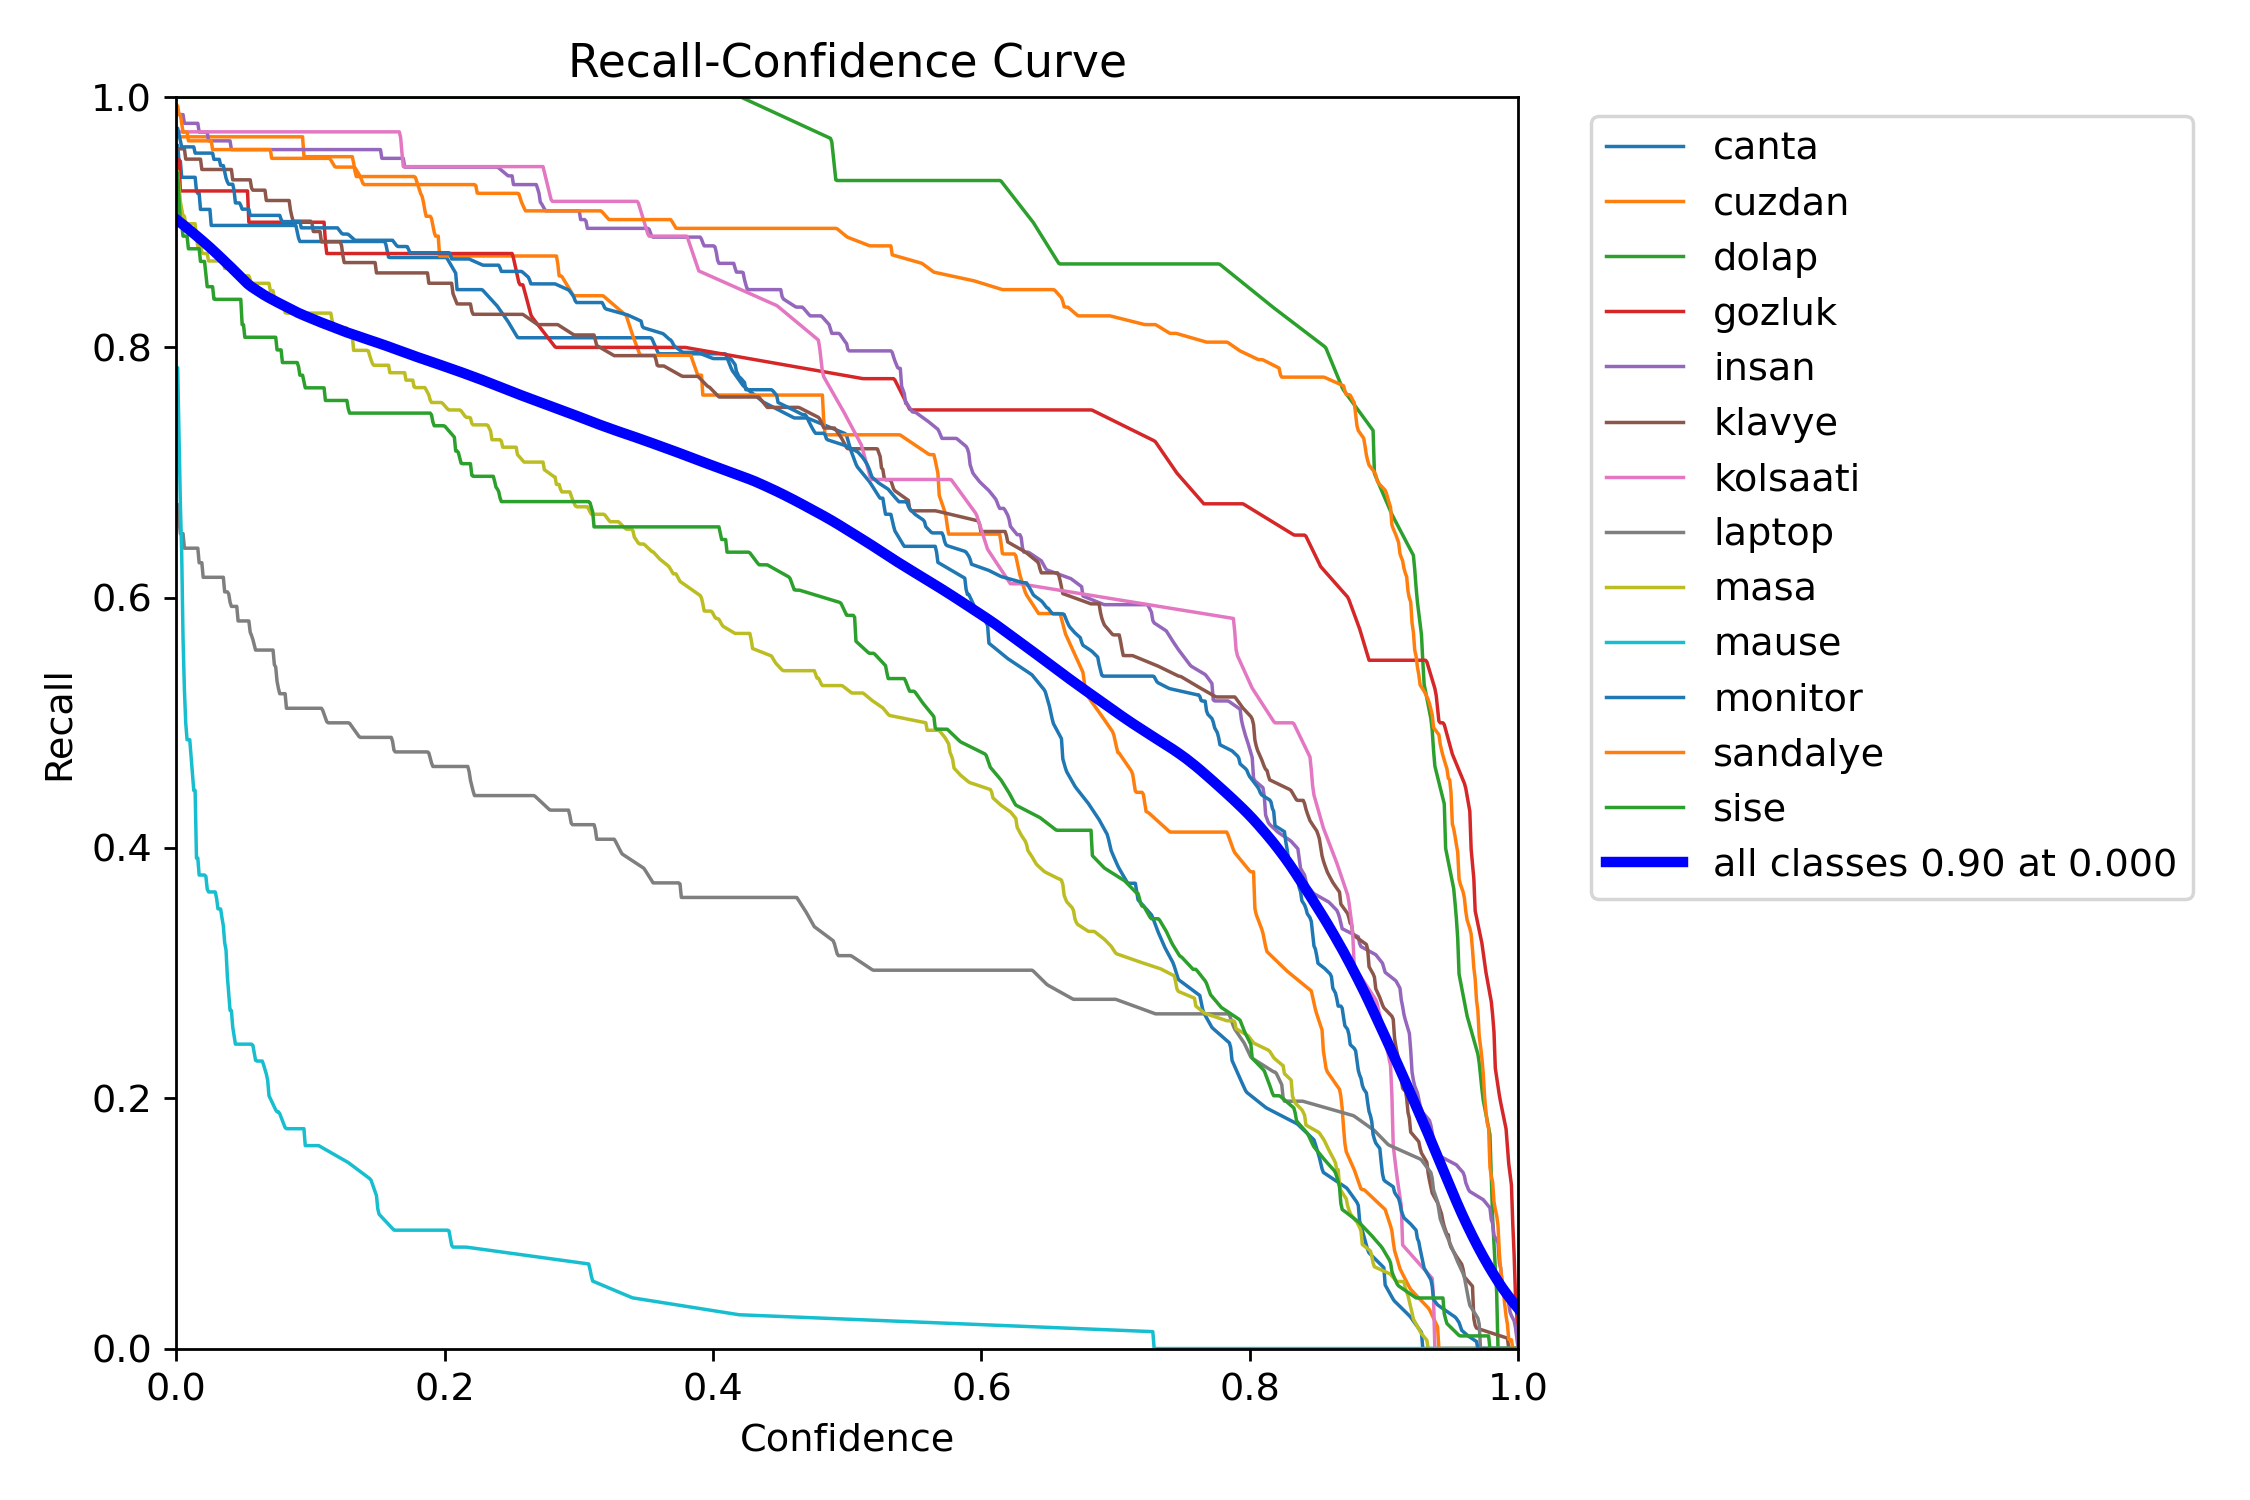 Recall-Confidence Curve
1.0
0.8
0.6
0.4
0.2
0.0
Recall
0.0 0.2 0.4 0.6 0.8 1.0
Confidence
canta
cuzdan
dolap
gozluk
insan
klavye
kolsaati
laptop
masa
mause
monitor
sandalye
sise
all classes 0.90 at 0.000